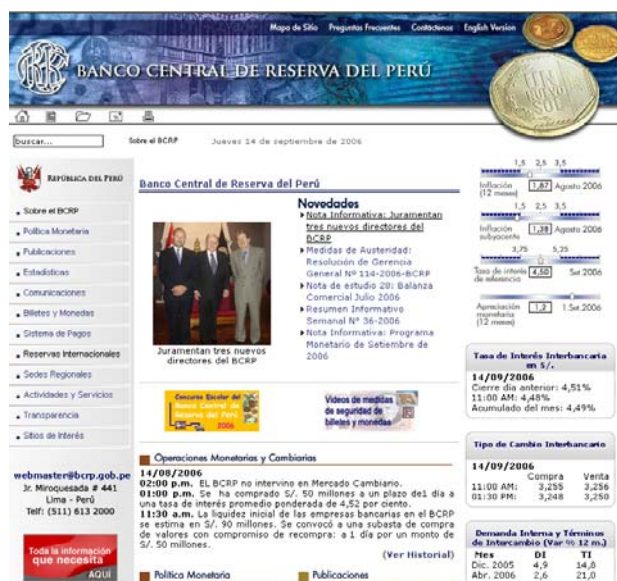 Mapa de Sitio Preguntas Frecuentes Contáctenos English Version
BANCO CENTRAL DE RESERVA DEL PERÚ
UN
NUEVO
SOL
buscar...
Sobre el BCRP
Jueves 14 de septiembre de 2006
REPÚBLICA DEL PERÚ
Sobre el BCRP
Política Monetaria
Publicaciones
Estadísticas
Comunicaciones
Billetes y Monedas
Sistema de Pagos
Reservas Internacionales
Sedes Regionales
Actividades y Servicios
Transparencia
Sitios de Interés
webmaster@bcrp.gob.pe
Jr. Miroquesada # 441
Lima - Perú
Telf: (511) 613 2000
Toda la información
que necesita
AQUI
Banco Central de Reserva del Perú
Juramentan tres nuevos
directores del BCRP
Novedades
Nota Informativa: Juramentan
tres nuevos directores del
BCRP
Medidas de Austeridad:
Resolución de Gerencia
General Nº 114-2006-BCRP
Nota de estudio 28: Balanza
Comercial Julio 2006
Resumen Informativo
Semanal Nº 36-2006
Nota Informativa: Programa
Monetario de Setiembre de
2006
Concurso Escolar del
Banco Central de
Reserva del Perú
2006
Videos de medidas
de seguridad de
billetes y monedas
Operaciones Monetarias y Cambiarias
14/08/2006
02:00 p.m. EL BCRP no intervino en Mercado Cambiario.
01:00 p.m. Se ha comprado S/. 50 millones a un plazo del 1 día a
una tasa de interés promedio ponderada de 4,52 por ciento.
11:30 a.m. La liquidez inicial de las empresas bancarias en el BCRP
se estima en S/. 90 millones. Se convocó a una subasta de compra
de valores con compromiso de recompra: a 1 día por un monto de
S/. 50 millones.
(Ver Historial)
Política Monetaria
Publicaciones
1,5 2,5 3,5
Inflación
(12 meses)
1,87 Agosto 2006
1,5 2,5 3,5
Inflación
subyacente
1,38 Agosto 2006
3,75 5,25
Tasa de interés
de referencia
4,50 Set 2006
Apreciación
monetaria
(12 meses)
1,2 1.Set.2006
Tasa de Interés Interbancaria
en S/.
14/09/2006
Cierre día anterior: 4,51%
11:00 AM: 4,48%
Acumulado del mes: 4,49%
Tipo de Cambio Interbancario
14/09/2006
Compra Venta
11:00 AM: 3,255 3,256
01:30 PM: 3,248 3,250
Demanda Interna y Términos
de Intercambio (Var % 12 m.)
Mes DI TI
Dic. 2005 4,9 14,8
Abr. 2006 2,6 21,0